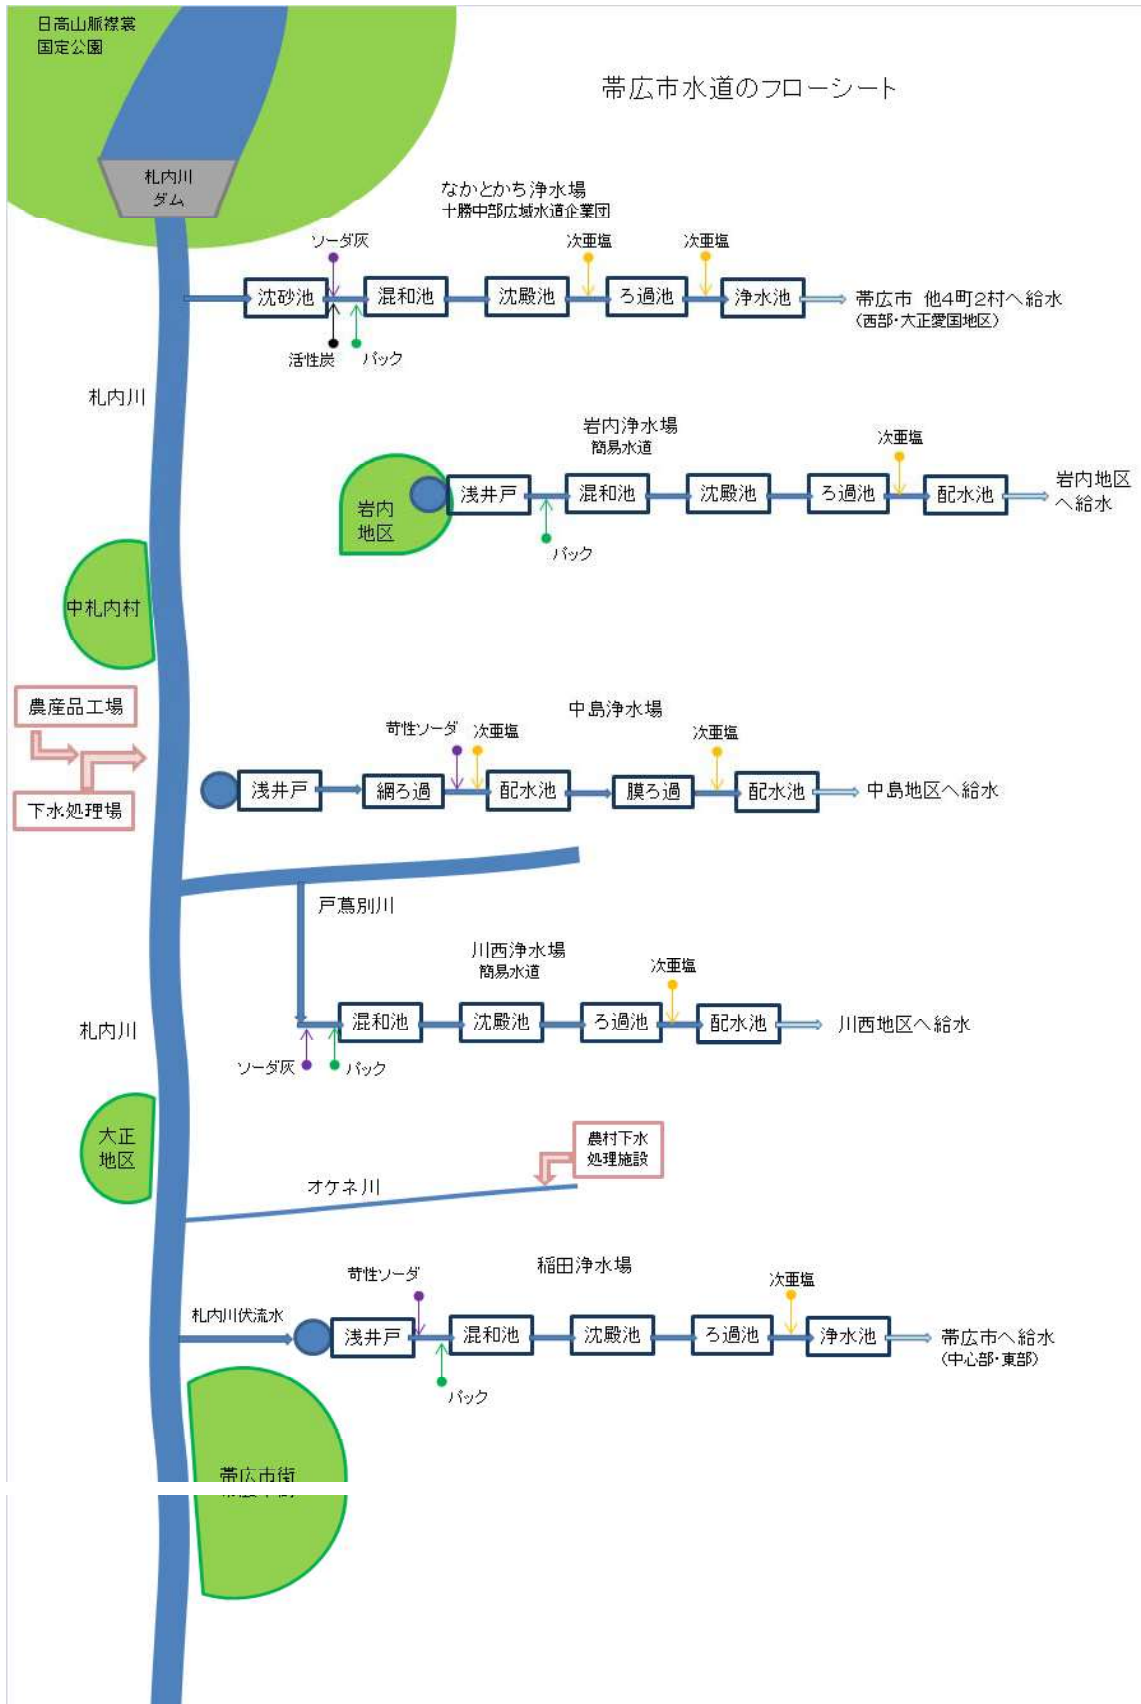 日高山脈襟裳
国定公園
帯広市水道のフローシート
札内川
ダム
なかとかち浄水場
十勝中部広域水道企業団
ソーダ灰
次亜塩
次亜塩
沈砂池
混和池
沈殿池
ろ過池
浄水池
帯広市 他4町2村へ給水
(西部・大正愛国地区)
活性炭
パック
札内川
岩内浄水場
簡易水道
次亜塩
岩内
地区
浅井戸
混和池
沈殿池
ろ過池
配水池
岩内地区
へ給水
パック
中札内村
農産品工場
下水処理場
中島浄水場
苛性ソーダ
次亜塩
次亜塩
浅井戸
網ろ過
配水池
膜ろ過
配水池
中島地区へ給水
戸蔦別川
川西浄水場
簡易水道
次亜塩
札内川
混和池
沈殿池
ろ過池
配水池
川西地区へ給水
ソーダ灰
パック
大正
地区
農村下水
処理施設
オケネ川
稲田浄水場
苛性ソーダ
次亜塩
札内川伏流水
浅井戸
混和池
沈殿池
ろ過池
浄水池
帯広市へ給水
(中心部・東部)
パック
帯広市街